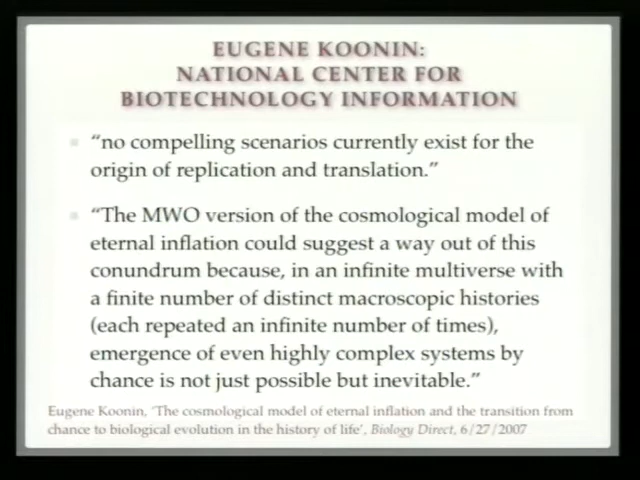 EUGENE KOONIN:
NATIONAL CENTER FOR
BIOTECHNOLOGY INFORMATION
“no compelling scenarios currently exist for the
origin of replication and translation.”
“The MWO version of the cosmological model of
eternal inflation could suggest a way out of this
conundrum because, in an infinite multiverse with
a finite number of distinct macroscopic histories
(each repeated an infinite number of times),
emergence of even highly complex systems by
chance is not just possible but inevitable.”
Eugene Koonin, ‘The cosmological model of eternal inflation and the transition from
chance to biological evolution in the history of life’, Biology Direct, 6/27/2007